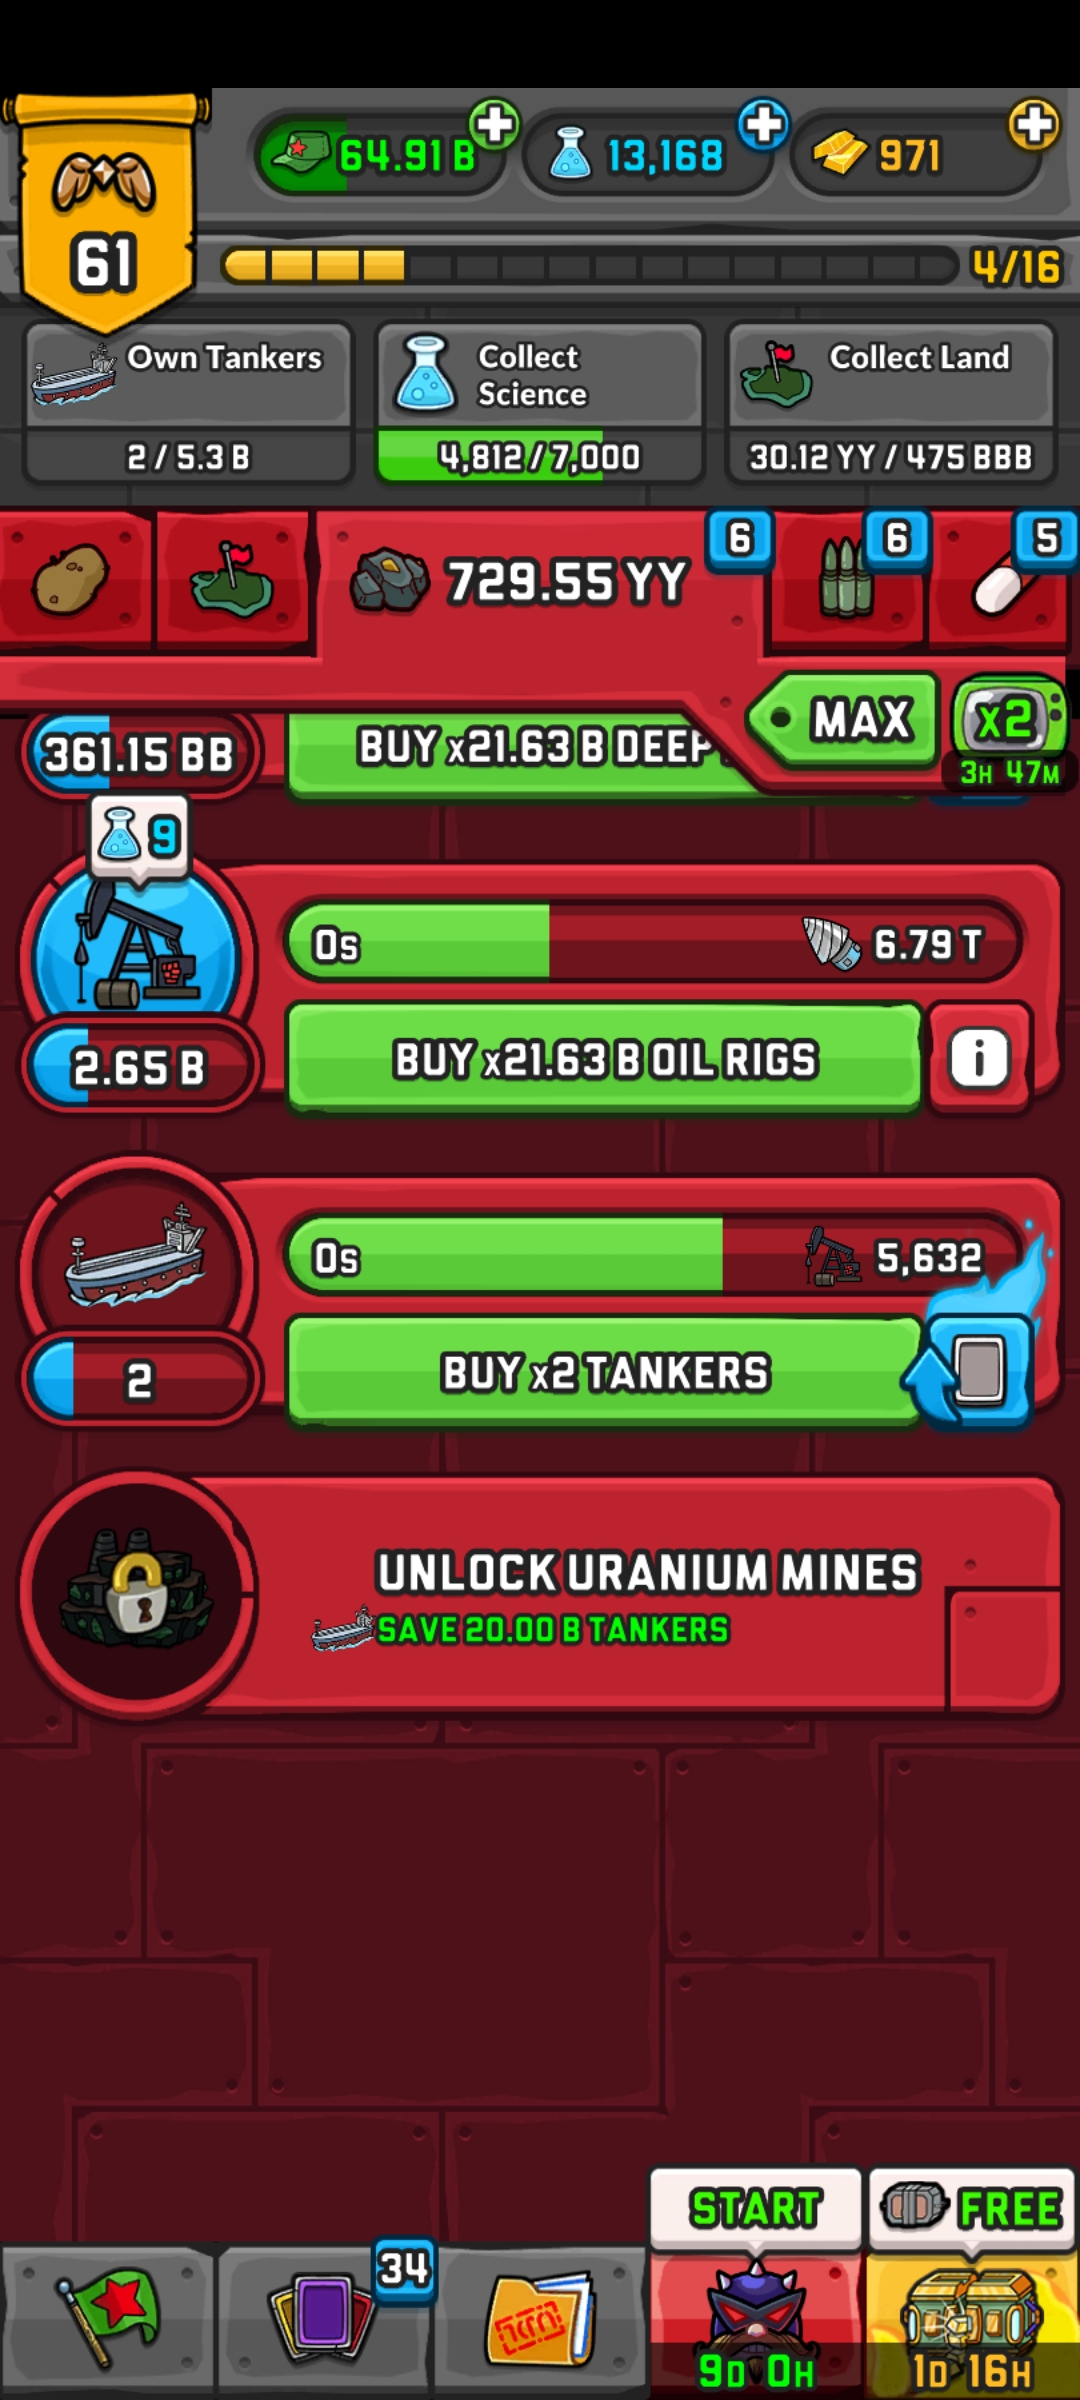 64.91 B
13,168
971
61
4/16
Own Tankers
2 / 5.3 B
Collect
Science
4,812 / 7,000
Collect Land
30.12 YY / 475 BBB
729.55 YY
6
6
5
MAX
x2
3H 47M
361.15 BB
BUY x21.63 B DEEP
9
0s
6.79 T
2.65 B
BUY x21.63 B OIL RIGS
i
0s
5,632
2
BUY x2 TANKERS
UNLOCK URANIUM MINES
SAVE 20.00 B TANKERS
START
FREE
34
9D 0H
1D 16H